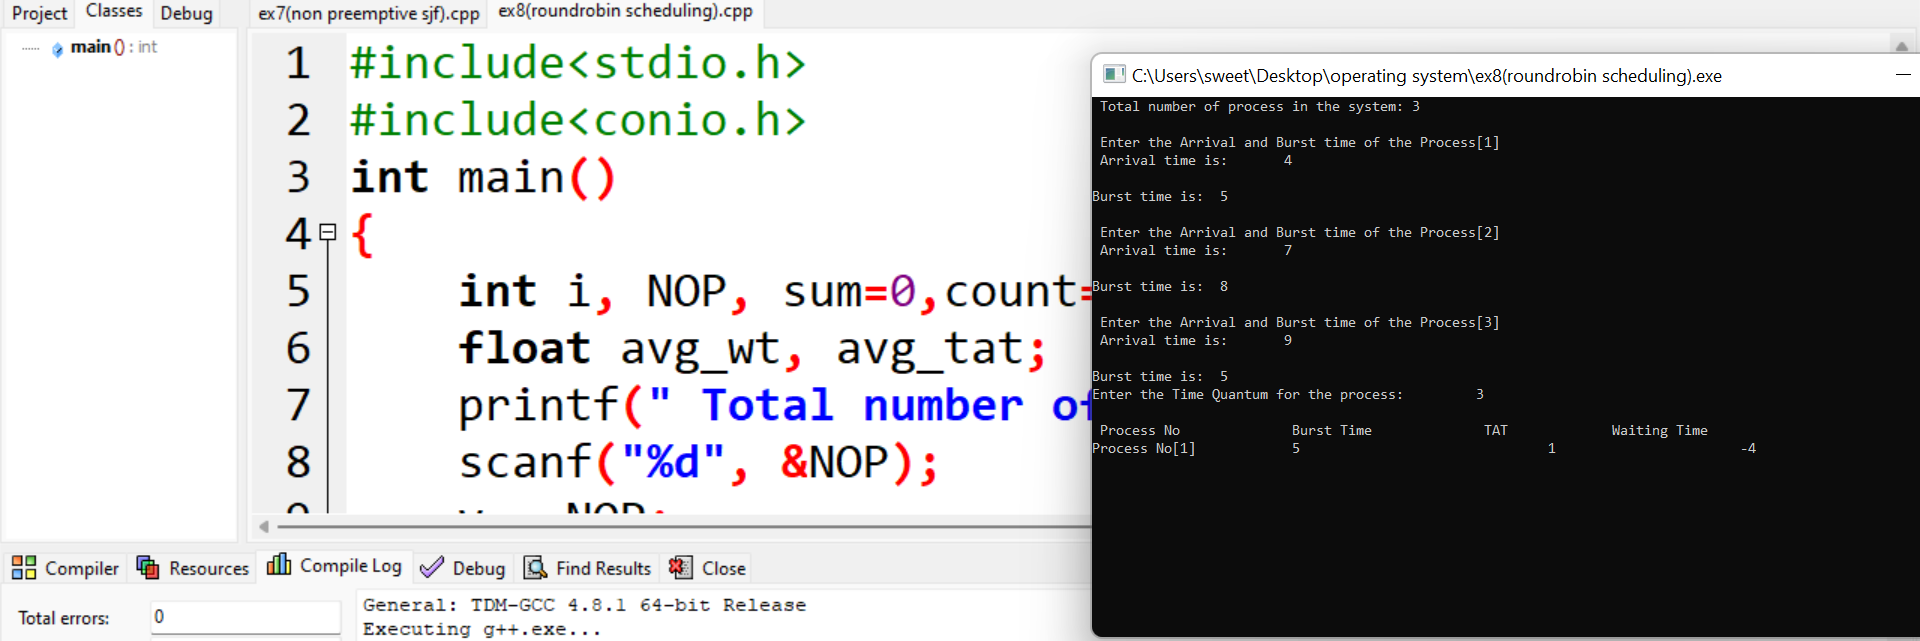 Project Classes Debug
main() : int
ex7(non preemptive sjf).cpp ex8(roundrobin scheduling).cpp
1 #include<stdio.h>
2 #include<conio.h>
3 int main()
4 {
5 int i, NOP, sum=0,count=
6 float avg_wt, avg_tat;
7 printf(" Total number of
8 scanf("%d", &NOP);
C:\Users\sweet\Desktop\operating system\ex8(roundrobin scheduling).exe
Total number of process in the system: 3
Enter the Arrival and Burst time of the Process[1]
Arrival time is: 4
Burst time is: 5
Enter the Arrival and Burst time of the Process[2]
Arrival time is: 7
Burst time is: 8
Enter the Arrival and Burst time of the Process[3]
Arrival time is: 9
Burst time is: 5
Enter the Time Quantum for the process: 3
Process No Burst Time TAT Waiting Time
Process No[1] 5 1 -4
Compiler Resources Compile Log Debug Find Results Close
Total errors: 0
General: TDM-GCC 4.8.1 64-bit Release
Executing g++.exe...